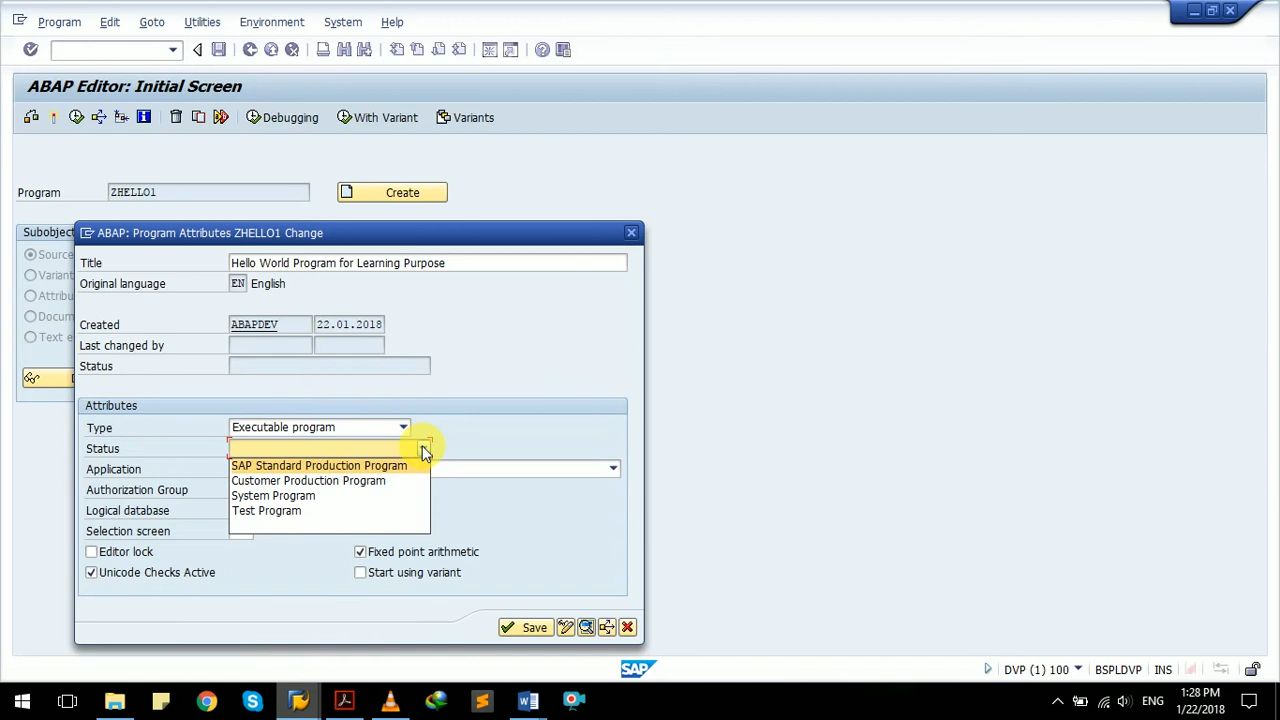 Program Edit Goto Utilities Environment System Help
ABAP Editor: Initial Screen
Debugging With Variant Variants
Program ZHELLO1 Create
Subobject
ABAP: Program Attributes ZHELLO1 Change
Title Hello World Program for Learning Purpose
Original language EN English
Created ABAPDEV 22.01.2018
Last changed by
Status
Attributes
Type Executable program
Status
SAP Standard Production Program
Application
Customer Production Program
Authorization Group
System Program
Logical database
Test Program
Selection screen
Editor lock Fixed point arithmetic
Unicode Checks Active Start using variant
Save
SAP DVP (1) 100 BSPLDVP INS
ENG 1:28 PM
1/22/2018